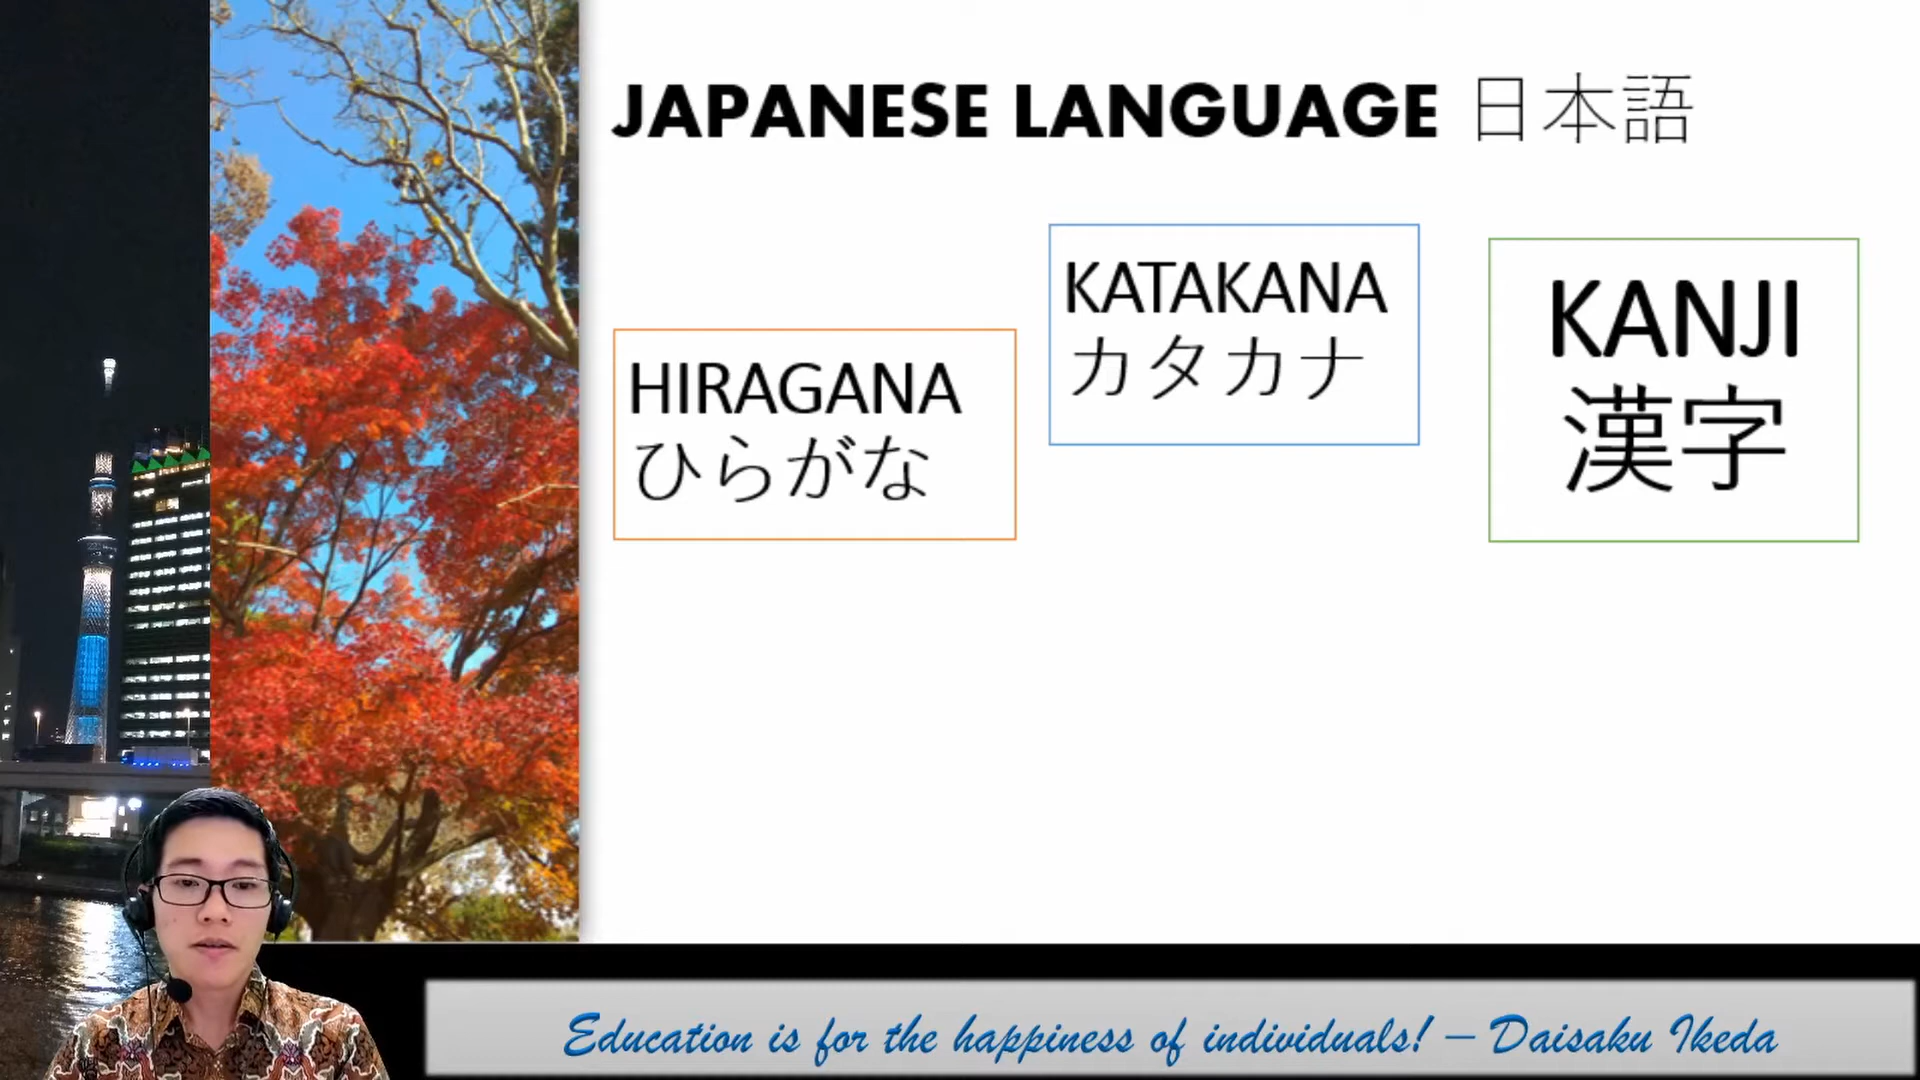 JAPANESE LANGUAGE 日本語
HIRAGANA
ひらがな
KATAKANA
カタカナ
KANJI
漢字
Education is for the happiness of individuals! – Daisaku Ikeda